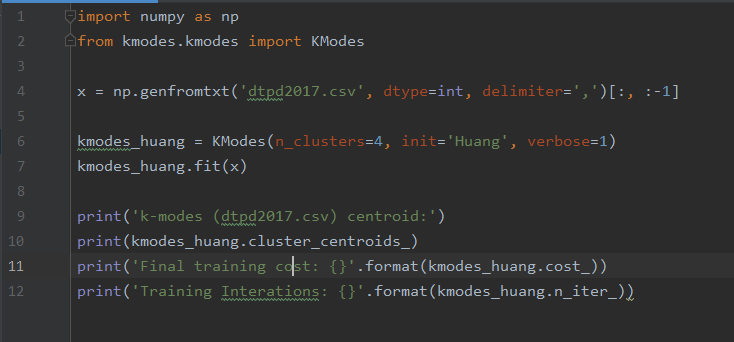 1 import numpy as np
2 from kmodes.kmodes import KModes
3
4 x = np.genfromtxt('dtpd2017.csv', dtype=int, delimiter=',')[:, :-1]
5
6 kmodes_huang = KModes(n_clusters=4, init='Huang', verbose=1)
7 kmodes_huang.fit(x)
8
9 print('k-modes (dtpd2017.csv) centroid:')
10 print(kmodes_huang.cluster_centroids_)
11 print('Final training cost: {}'.format(kmodes_huang.cost_))
12 print('Training Interations: {}'.format(kmodes_huang.n_iter_))